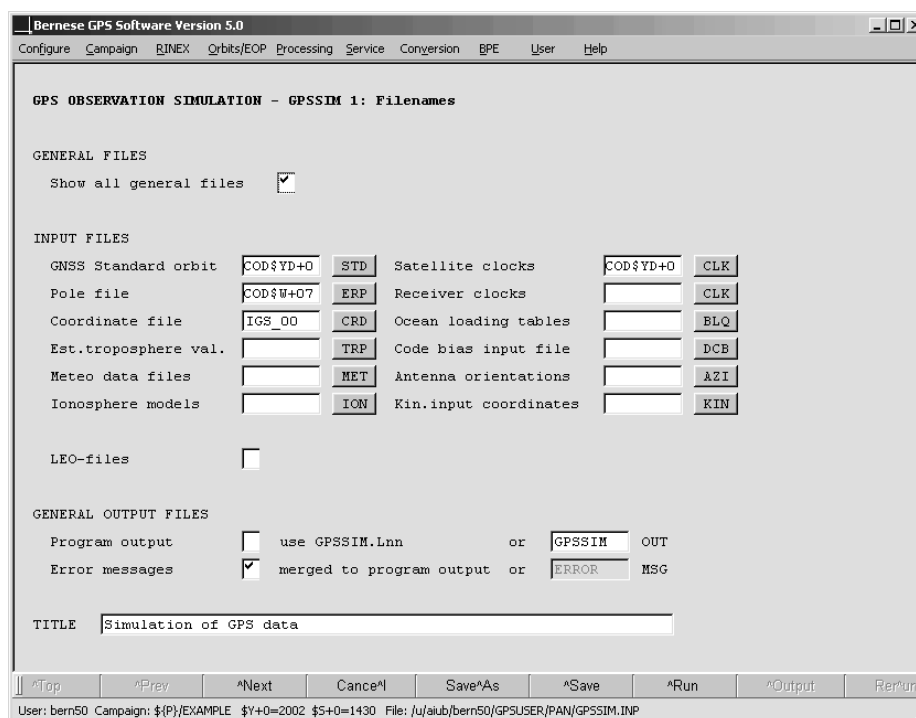 Bernese GPS Software Version 5.0
Configure Campaign RINEX Orbits/EOP Processing Service Conversion BPE User Help
GPS OBSERVATION SIMULATION - GPSSIM 1: Filenames
GENERAL FILES
Show all general files
INPUT FILES
GNSS Standard orbit COD$YD+0 STD Satellite clocks COD$YD+0 CLK
Pole file COD$W+07 ERP Receiver clocks CLK
Coordinate file IGS_00 CRD Ocean loading tables BLQ
Est.troposphere val. TRP Code bias input file DCB
Meteo data files MET Antenna orientations AZI
Ionosphere models ION Kin.input coordinates KIN
LEO-files
GENERAL OUTPUT FILES
Program output use GPSSIM.Lnn or GPSSIM OUT
Error messages merged to program output or ERROR MSG
TITLE Simulation of GPS data
^Top ^Prev ^Next Cance^l Save^As ^Save ^Run ^Output Rer^un
User: bern50 Campaign: ${P}/EXAMPLE $Y+0=2002 $S+0=1430 File: /u/aiub/bern50/GPSUSER/PAN/GPSSIM.INP